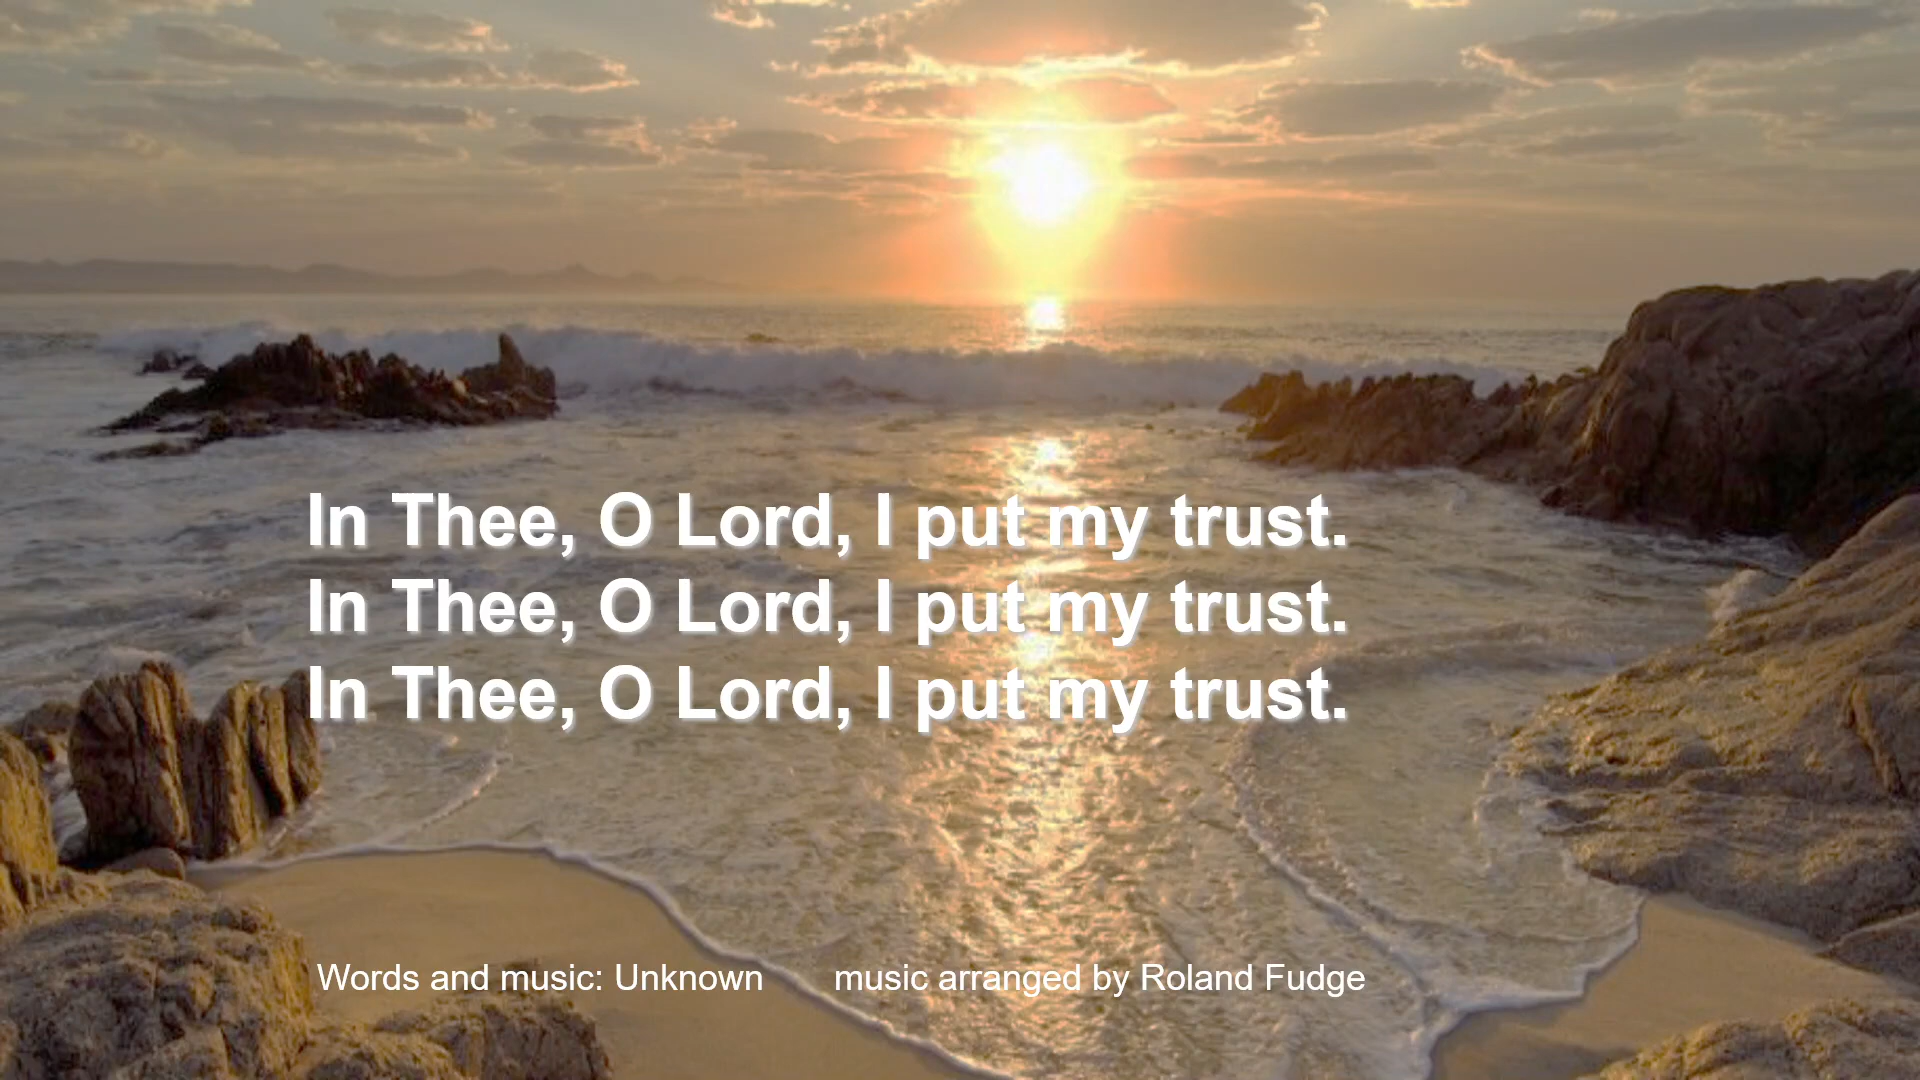 In Thee, O Lord, I put my trust.
In Thee, O Lord, I put my trust.
In Thee, O Lord, I put my trust.
Words and music: Unknown music arranged by Roland Fudge